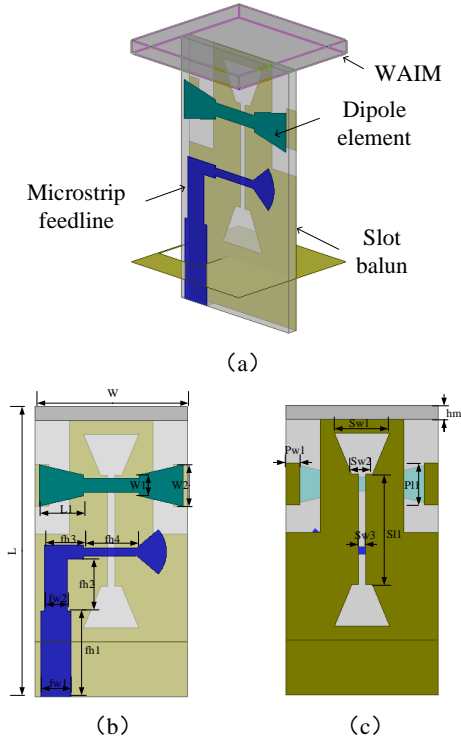 WAIM
Dipole
element
Microstrip
feedline
Slot
balun
(a)
W
hm
Sw1
Pw1
Sw2
W1
W2
Pl1
L1
L
Sl1
fh3
fh4
Sw3
fh2
fw2
fh1
fw1
(b)
(c)